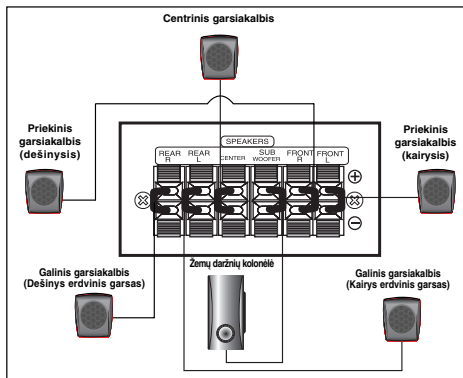 Centrinis garsiakalbis
Priekinis
garsiakalbis
(dešinysis)
Priekinis
garsiakalbis
(kairysis)
SPEAKERS
REAR
R
REAR
L
CENTER
SUB
WOOFER
FRONT
R
FRONT
L
Galinis garsiakalbis
(Dešinys erdvinis garsas)
Žemų dažnių kolonėlė
Galinis garsiakalbis
(Kairys erdvinis garsas)